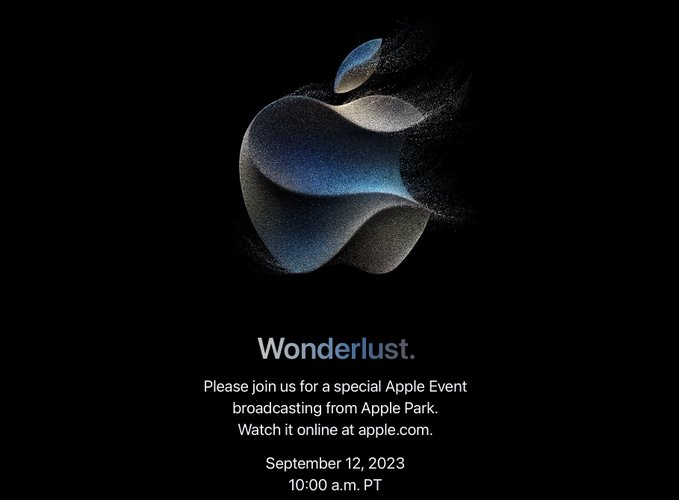 Wonderlust.
Please join us for a special Apple Event
broadcasting from Apple Park.
Watch it online at apple.com.
September 12, 2023
10:00 a.m. PT